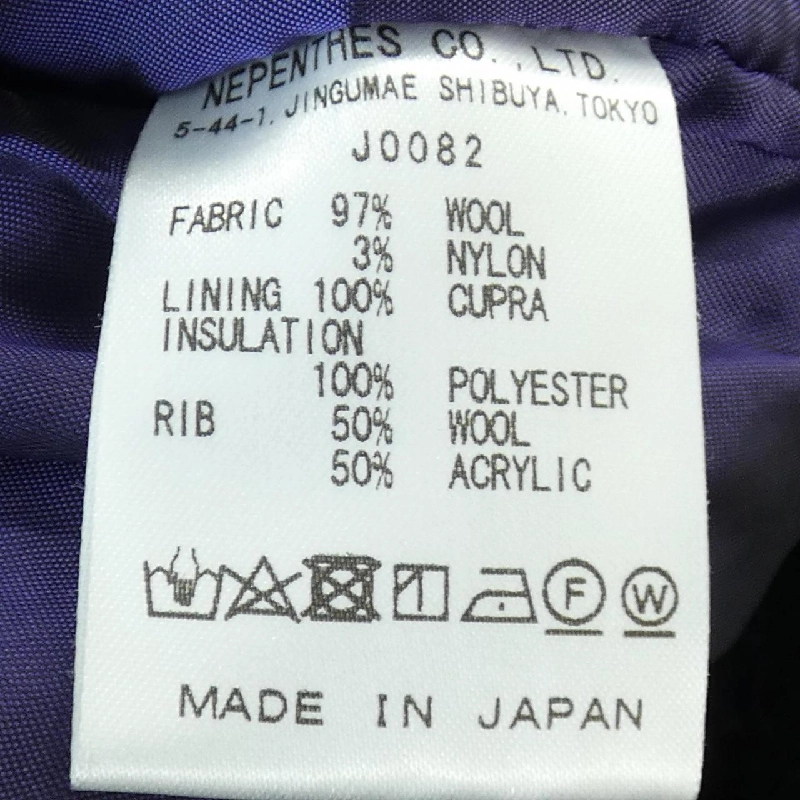 NEPENTHES CO.,LTD.
5-44-1, JINGUMAE SHIBUYA, TOKYO
J0082
FABRIC 97% WOOL
3% NYLON
LINING 100% CUPRA
INSULATION
100% POLYESTER
RIB 50% WOOL
50% ACRYLIC
F W
MADE IN JAPAN